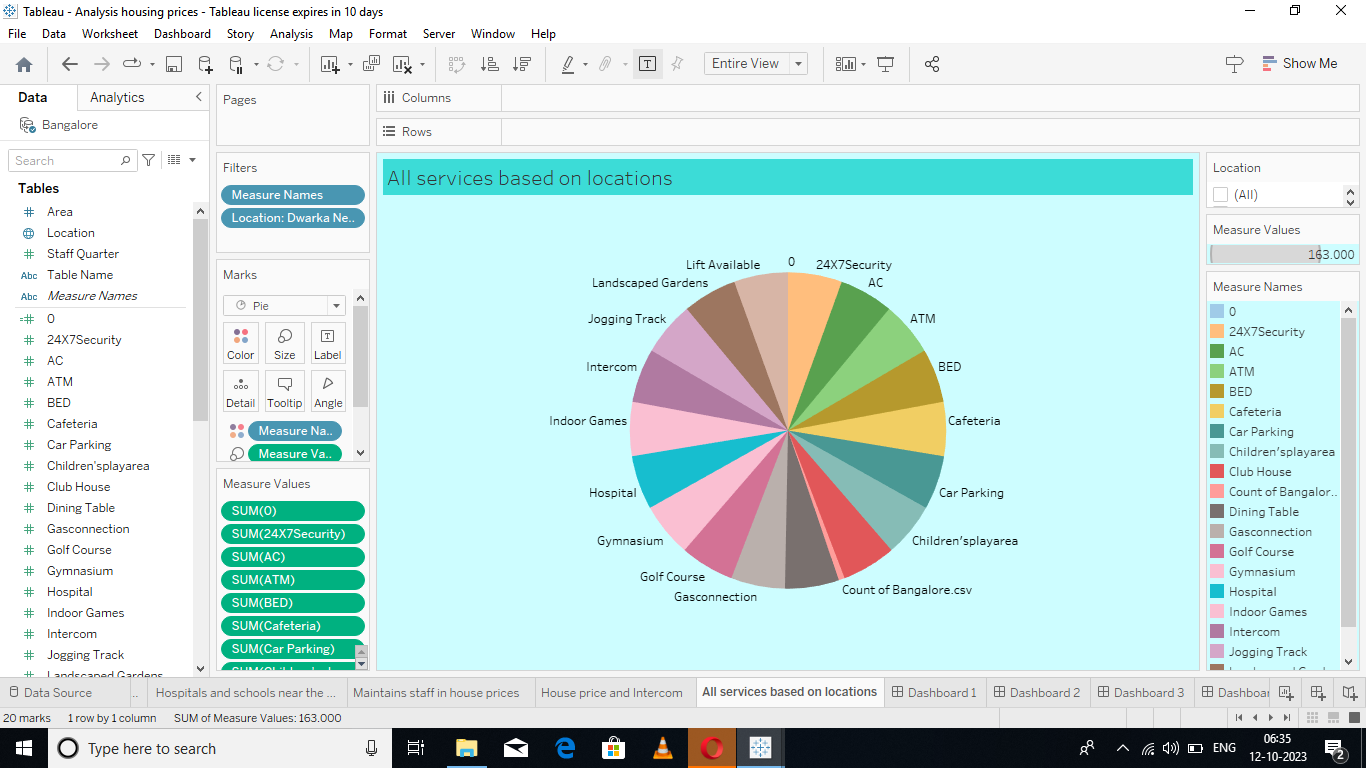 Tableau - Analysis housing prices - Tableau license expires in 10 days
File Data Worksheet Dashboard Story Analysis Map Format Server Window Help
Entire View
Show Me
Data Analytics
Bangalore
Search
Tables
# Area
Location
# Staff Quarter
Abc Table Name
Abc Measure Names
=# 0
# 24X7Security
# AC
# ATM
# BED
# Cafeteria
# Car Parking
# Children'splayarea
# Club House
# Dining Table
# Gasconnection
# Golf Course
# Gymnasium
# Hospital
# Indoor Games
# Intercom
# Jogging Track
# Landscaped Gardens
Pages
Filters
Measure Names
Location: Dwarka Ne..
Marks
Pie
Color Size Label
Detail Tooltip Angle
Measure Na..
Measure Va..
Measure Values
SUM(0)
SUM(24X7Security)
SUM(AC)
SUM(ATM)
SUM(BED)
SUM(Cafeteria)
SUM(Car Parking)
Columns
Rows
All services based on locations
0
24X7Security
AC
ATM
BED
Cafeteria
Car Parking
Children'splayarea
Count of Bangalore.csv
Gasconnection
Golf Course
Gymnasium
Hospital
Indoor Games
Intercom
Jogging Track
Landscaped Gardens
Lift Available
Location
(All)
Measure Values
163.000
Measure Names
0
24X7Security
AC
ATM
BED
Cafeteria
Car Parking
Children'splayarea
Club House
Count of Bangalor..
Dining Table
Gasconnection
Golf Course
Gymnasium
Hospital
Indoor Games
Intercom
Jogging Track
Data Source .. Hospitals and schools near the ... Maintains staff in house prices House price and Intercom All services based on locations Dashboard 1 Dashboard 2 Dashboard 3 Dashboar
20 marks 1 row by 1 column SUM of Measure Values: 163.000
Type here to search
ENG
06:35
12-10-2023
2